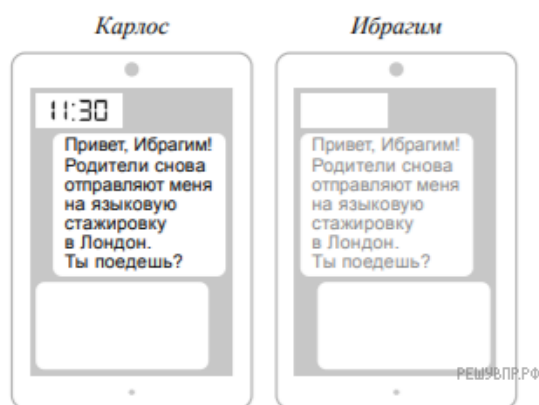 Карлос
Ибрагим
11:30
Привет, Ибрагим!
Родители снова
отправляют меня
на языковую
стажировку
в Лондон.
Ты поедешь?
Привет, Ибрагим!
Родители снова
отправляют меня
на языковую
стажировку
в Лондон.
Ты поедешь?
РЕШУВПР.РФ